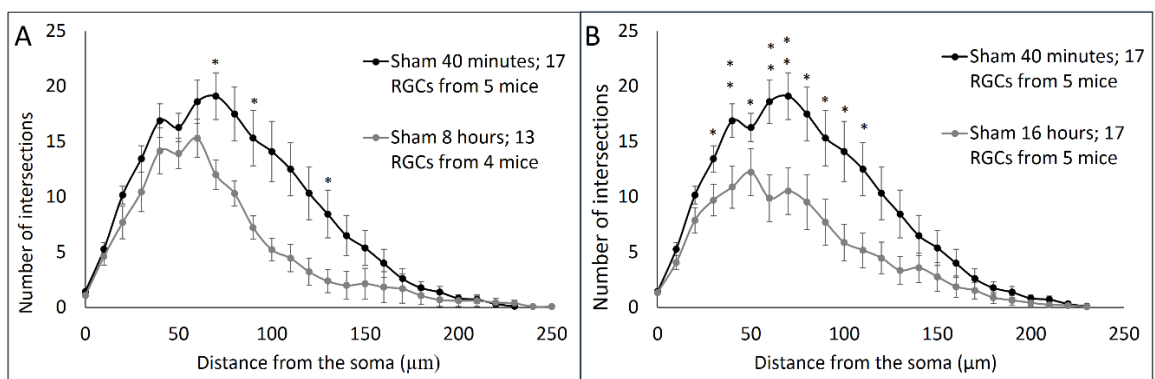 A
25
20
15
10
5
0
Number of intersections
*
*
*
Sham 40 minutes; 17
RGCs from 5 mice
Sham 8 hours; 13
RGCs from 4 mice
0 50 100 150 200 250
Distance from the soma (μm)
B
25
20
15
10
5
0
Number of intersections
* *
* * * *
* * * * * * *
Sham 40 minutes; 17
RGCs from 5 mice
Sham 16 hours; 17
RGCs from 5 mice
0 50 100 150 200 250
Distance from the soma (μm)